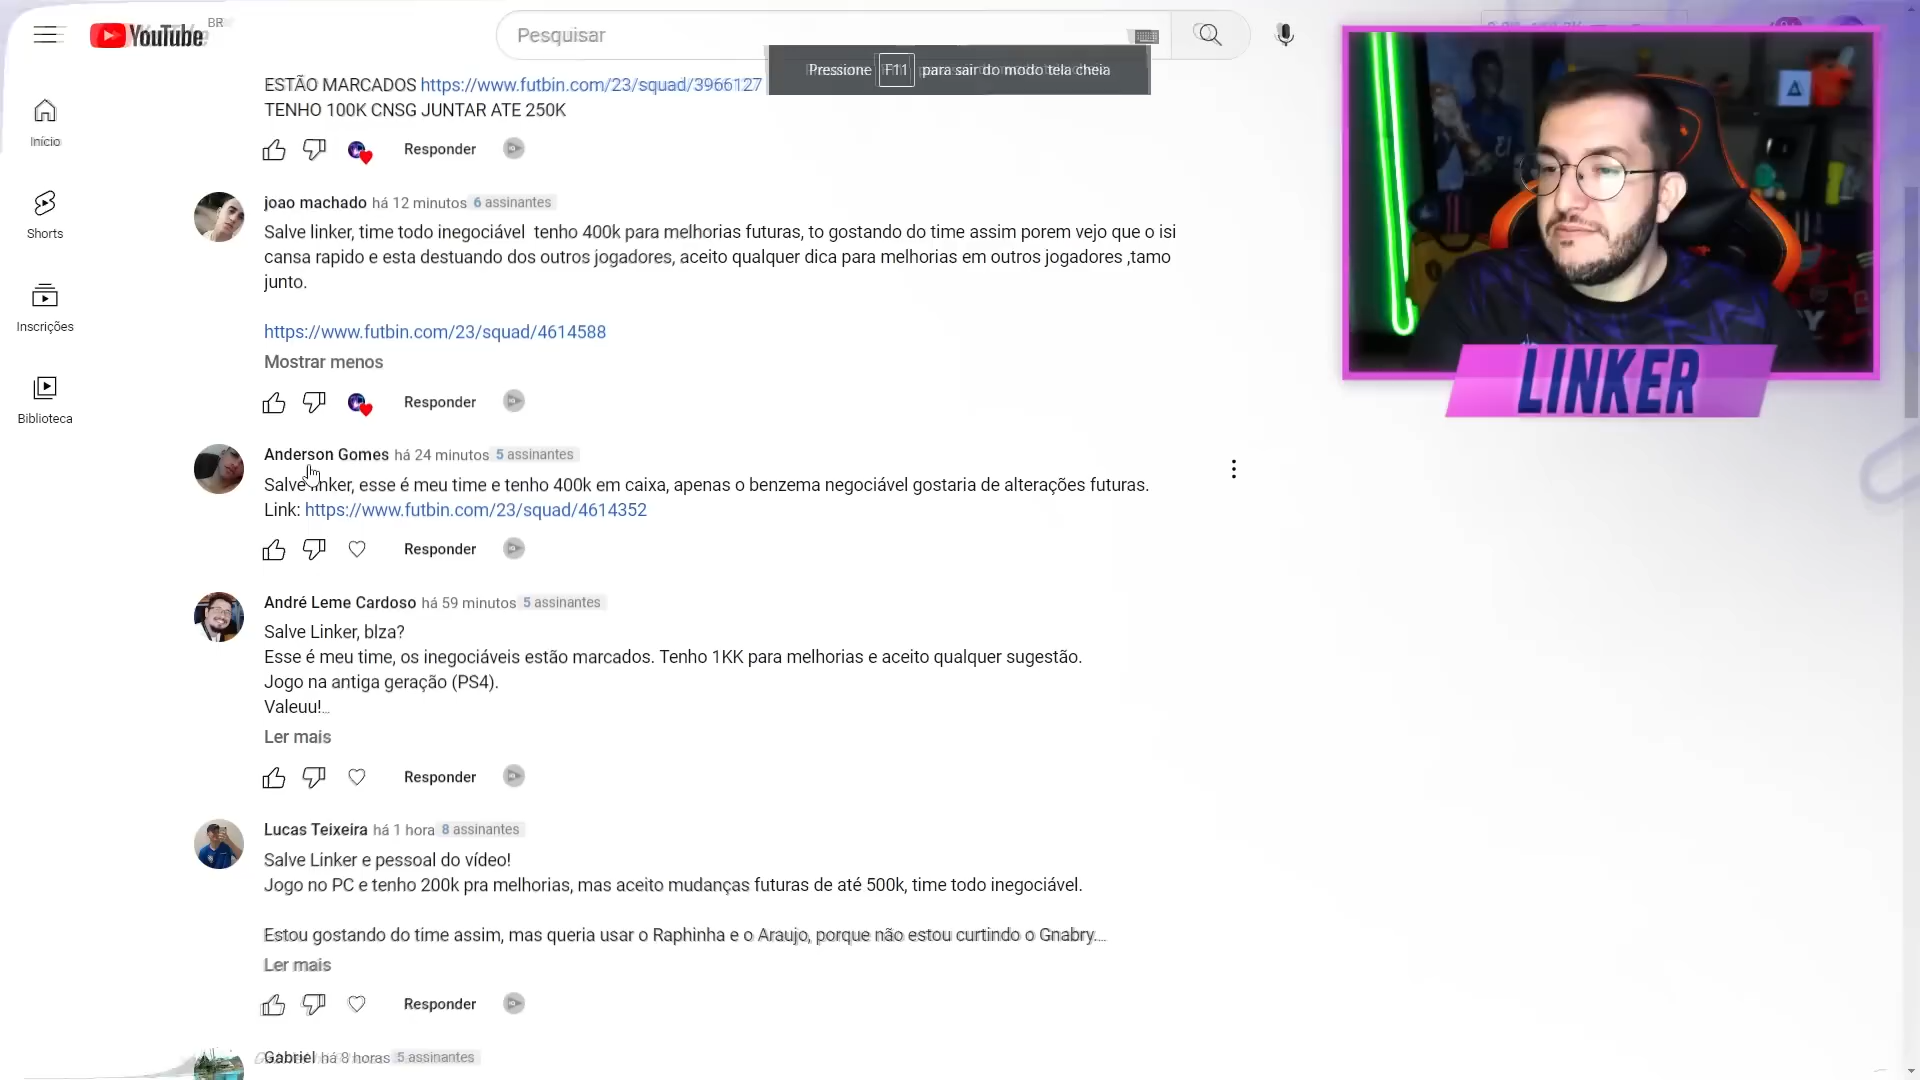 YouTube BR
Pesquisar
Pressione F11 para sair do modo tela cheia
Início
Shorts
Inscrições
Biblioteca
ESTÃO MARCADOS https://www.futbin.com/23/squad/3966127
TENHO 100K CNSG JUNTAR ATE 250K
Responder
joao machado há 12 minutos 6 assinantes
Salve linker, time todo inegociável tenho 400k para melhorias futuras, to gostando do time assim porem vejo que o isi
cansa rapido e esta destuando dos outros jogadores, aceito qualquer dica para melhorias em outros jogadores ,tamo
junto.
https://www.futbin.com/23/squad/4614588
Mostrar menos
Responder
Anderson Gomes há 24 minutos 5 assinantes
Salve linker, esse é meu time e tenho 400k em caixa, apenas o benzema negociável gostaria de alterações futuras.
Link: https://www.futbin.com/23/squad/4614352
Responder
André Leme Cardoso há 59 minutos 5 assinantes
Salve Linker, blza?
Esse é meu time, os inegociáveis estão marcados. Tenho 1KK para melhorias e aceito qualquer sugestão.
Jogo na antiga geração (PS4).
Valeuu!...
Ler mais
Responder
Lucas Teixeira há 1 hora 8 assinantes
Salve Linker e pessoal do vídeo!
Jogo no PC e tenho 200k pra melhorias, mas aceito mudanças futuras de até 500k, time todo inegociável.
Estou gostando do time assim, mas queria usar o Raphinha e o Araujo, porque não estou curtindo o Gnabry....
Ler mais
Responder
Gabriel há 8 horas 5 assinantes
LINKER